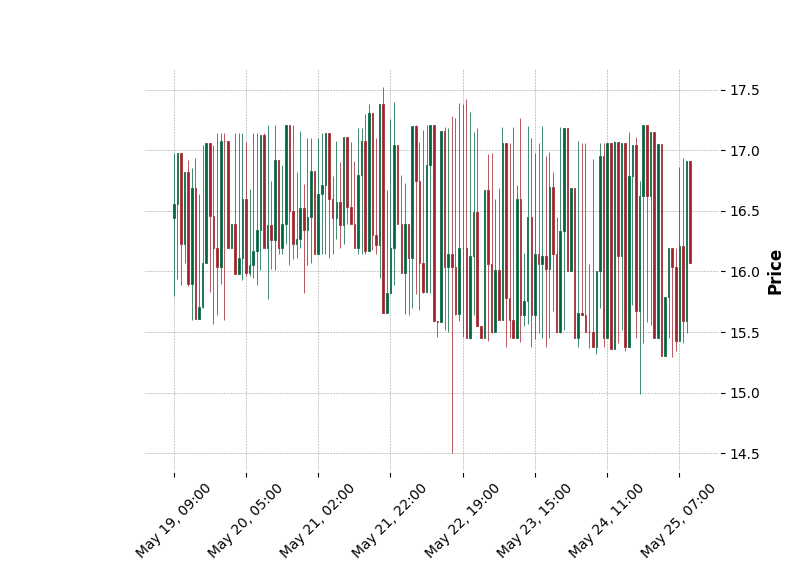 17.5
17.0
16.5
16.0
15.5
15.0
14.5
Price
May 19, 09:00
May 20, 05:00
May 21, 02:00
May 21, 22:00
May 22, 19:00
May 23, 15:00
May 24, 11:00
May 25, 07:00